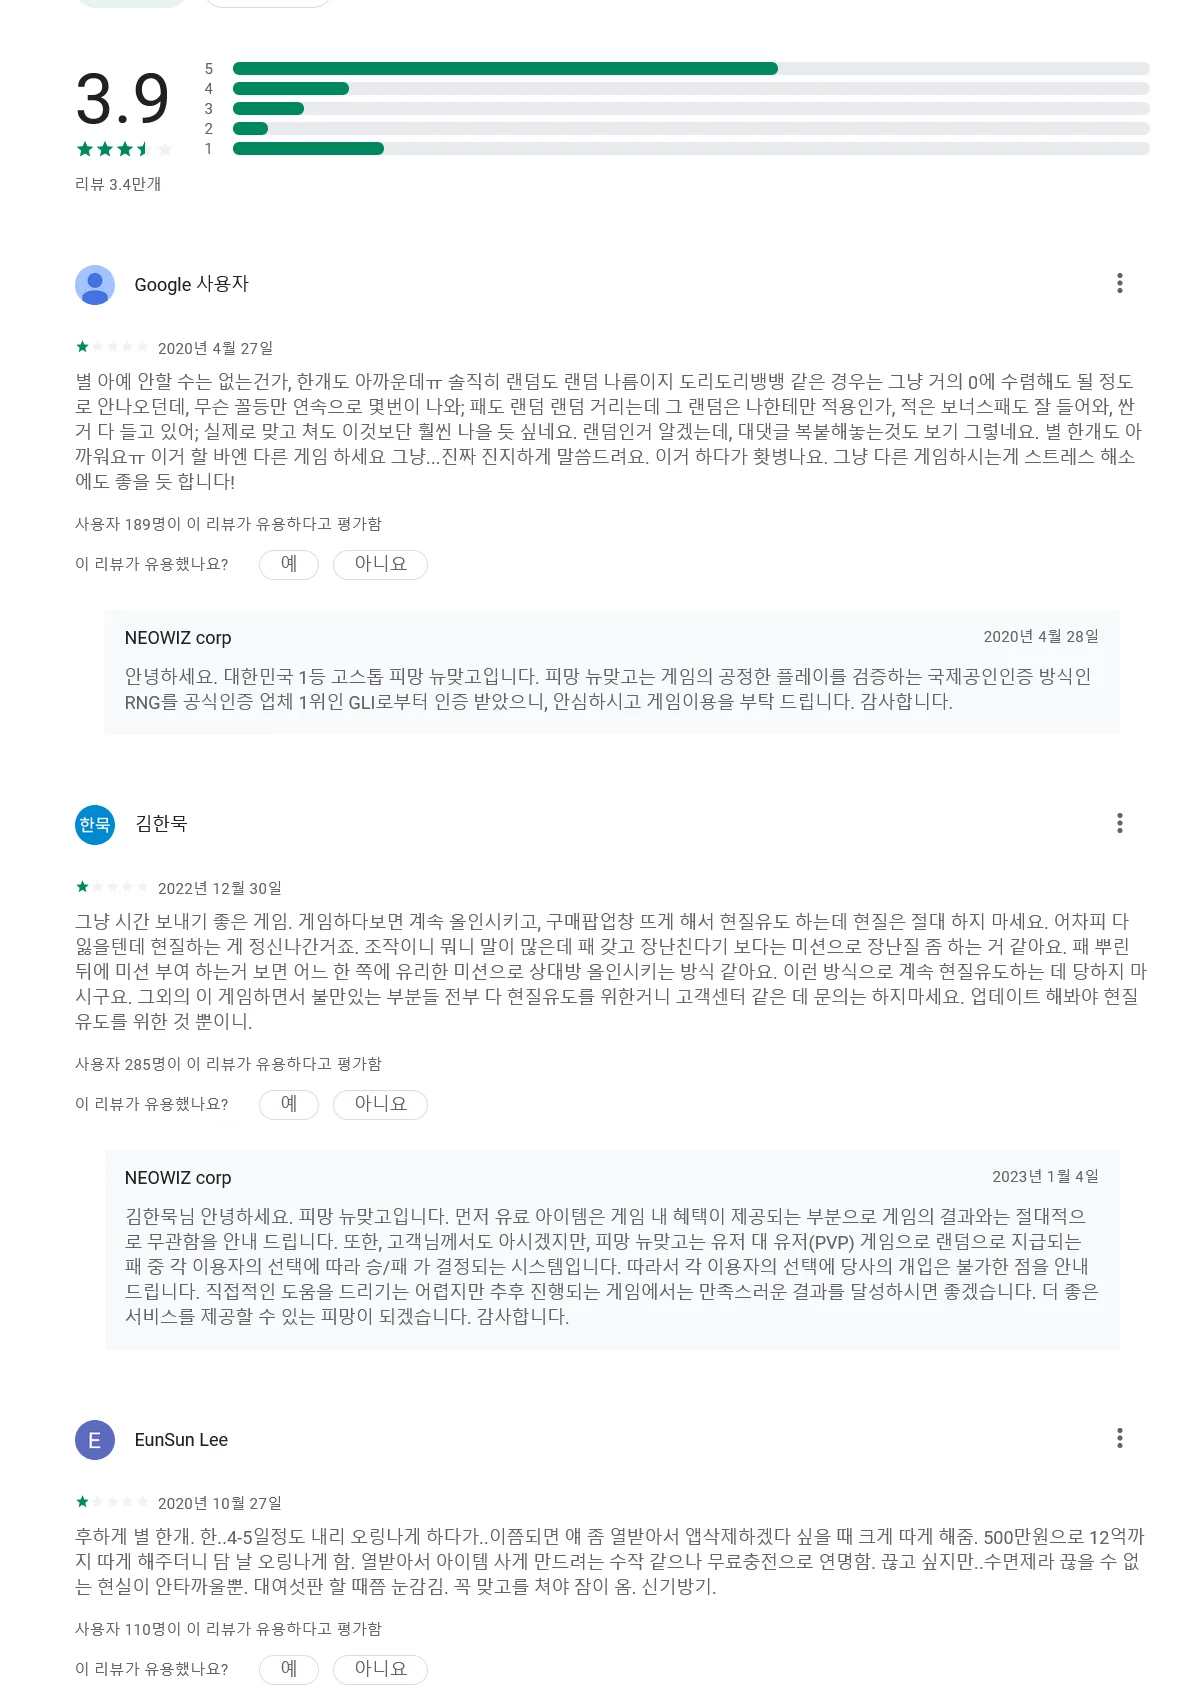 3.9
5
4
3
2
1
리뷰 3.4만개
Google 사용자
2020년 4월 27일
별 아예 안할 수는 없는건가, 한개도 아까운데ㅠ 솔직히 랜덤도 랜덤 나름이지 도리도리뱅뱅 같은 경우는 그냥 거의 0에 수렴해도 될 정도
로 안나오던데, 무슨 꼴등만 연속으로 몇번이 나와; 패도 랜덤 랜덤 거리는데 그 랜덤은 나한테만 적용인가, 적은 보너스패도 잘 들어와, 싼
거 다 들고 있어; 실제로 맞고 쳐도 이것보단 훨씬 나을 듯 싶네요. 랜덤인거 알겠는데, 대댓글 복붙해놓는것도 보기 그렇네요. 별 한개도 아
까워요ㅠ 이거 할 바엔 다른 게임 하세요 그냥...진짜 진지하게 말씀드려요. 이거 하다가 홧병나요. 그냥 다른 게임하시는게 스트레스 해소
에도 좋을 듯 합니다!
사용자 189명이 이 리뷰가 유용하다고 평가함
이 리뷰가 유용했나요? 예 아니요
NEOWIZ corp 2020년 4월 28일
안녕하세요. 대한민국 1등 고스톱 피망 뉴맞고입니다. 피망 뉴맞고는 게임의 공정한 플레이를 검증하는 국제공인인증 방식인
RNG를 공식인증 업체 1위인 GLI로부터 인증 받았으니, 안심하시고 게임이용을 부탁 드립니다. 감사합니다.
한묵 김한묵
2022년 12월 30일
그냥 시간 보내기 좋은 게임. 게임하다보면 계속 올인시키고, 구매팝업창 뜨게 해서 현질유도 하는데 현질은 절대 하지 마세요. 어차피 다
잃을텐데 현질하는 게 정신나간거죠. 조작이니 뭐니 말이 많은데 패 갖고 장난친다기 보다는 미션으로 장난질 좀 하는 거 같아요. 패 뿌린
뒤에 미션 부여 하는거 보면 어느 한 쪽에 유리한 미션으로 상대방 올인시키는 방식 같아요. 이런 방식으로 계속 현질유도하는 데 당하지 마
시구요. 그외의 이 게임하면서 불만있는 부분들 전부 다 현질유도를 위한거니 고객센터 같은 데 문의는 하지마세요. 업데이트 해봐야 현질
유도를 위한 것 뿐이니.
사용자 285명이 이 리뷰가 유용하다고 평가함
이 리뷰가 유용했나요? 예 아니요
NEOWIZ corp 2023년 1월 4일
김한묵님 안녕하세요. 피망 뉴맞고입니다. 먼저 유료 아이템은 게임 내 혜택이 제공되는 부분으로 게임의 결과와는 절대적으
로 무관함을 안내 드립니다. 또한, 고객님께서도 아시겠지만, 피망 뉴맞고는 유저 대 유저(PVP) 게임으로 랜덤으로 지급되는
패 중 각 이용자의 선택에 따라 승/패 가 결정되는 시스템입니다. 따라서 각 이용자의 선택에 당사의 개입은 불가한 점을 안내
드립니다. 직접적인 도움을 드리기는 어렵지만 추후 진행되는 게임에서는 만족스러운 결과를 달성하시면 좋겠습니다. 더 좋은
서비스를 제공할 수 있는 피망이 되겠습니다. 감사합니다.
E EunSun Lee
2020년 10월 27일
후하게 별 한개. 한..4-5일정도 내리 오링나게 하다가..이쯤되면 얘 좀 열받아서 앱삭제하겠다 싶을 때 크게 따게 해줌. 500만원으로 12억까
지 따게 해주더니 담 날 오링나게 함. 열받아서 아이템 사게 만드려는 수작 같으나 무료충전으로 연명함. 끊고 싶지만..수면제라 끊을 수 없
는 현실이 안타까울뿐. 대여섯판 할 때쯤 눈감김. 꼭 맞고를 쳐야 잠이 옴. 신기방기.
사용자 110명이 이 리뷰가 유용하다고 평가함
이 리뷰가 유용했나요? 예 아니요